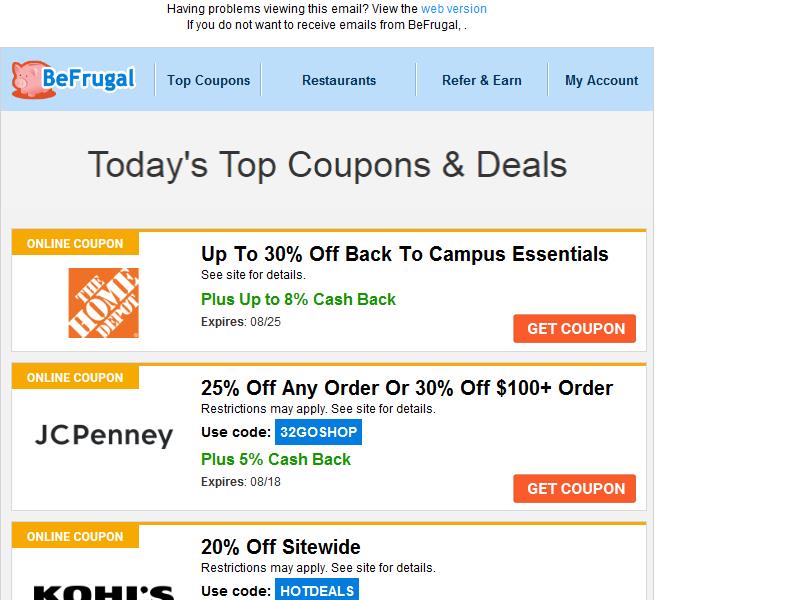 Having problems viewing this email? View the web version
If you do not want to receive emails from BeFrugal, .
BeFrugal
Top Coupons
Restaurants
Refer & Earn
My Account
Today's Top Coupons & Deals
ONLINE COUPON
THE HOME DEPOT
Up To 30% Off Back To Campus Essentials
See site for details.
Plus Up to 8% Cash Back
Expires: 08/25
GET COUPON
ONLINE COUPON
JCPenney
25% Off Any Order Or 30% Off $100+ Order
Restrictions may apply. See site for details.
Use code: 32GOSHOP
Plus 5% Cash Back
Expires: 08/18
GET COUPON
ONLINE COUPON
KOHL'S
20% Off Sitewide
Restrictions may apply. See site for details.
Use code: HOTDEALS